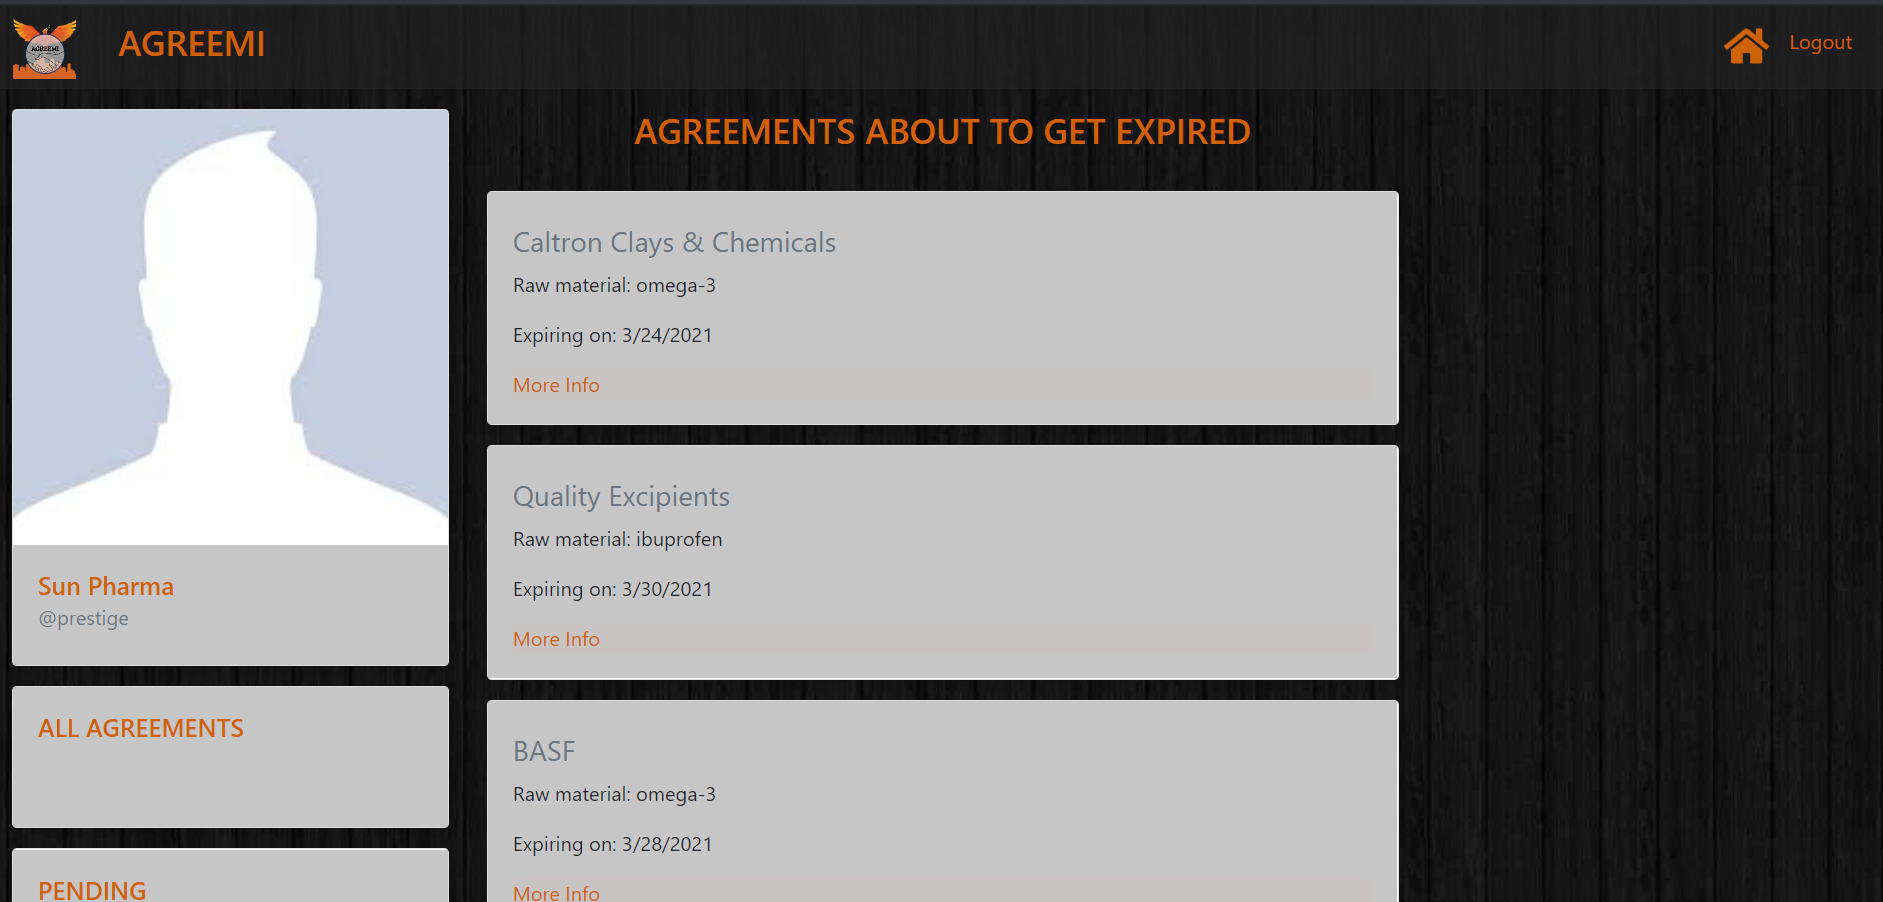 AGREEMI
AGREEMI
Logout
Sun Pharma
@prestige
ALL AGREEMENTS
PENDING
AGREEMENTS ABOUT TO GET EXPIRED
Caltron Clays & Chemicals
Raw material: omega-3
Expiring on: 3/24/2021
More Info
Quality Excipients
Raw material: ibuprofen
Expiring on: 3/30/2021
More Info
BASF
Raw material: omega-3
Expiring on: 3/28/2021
More Info